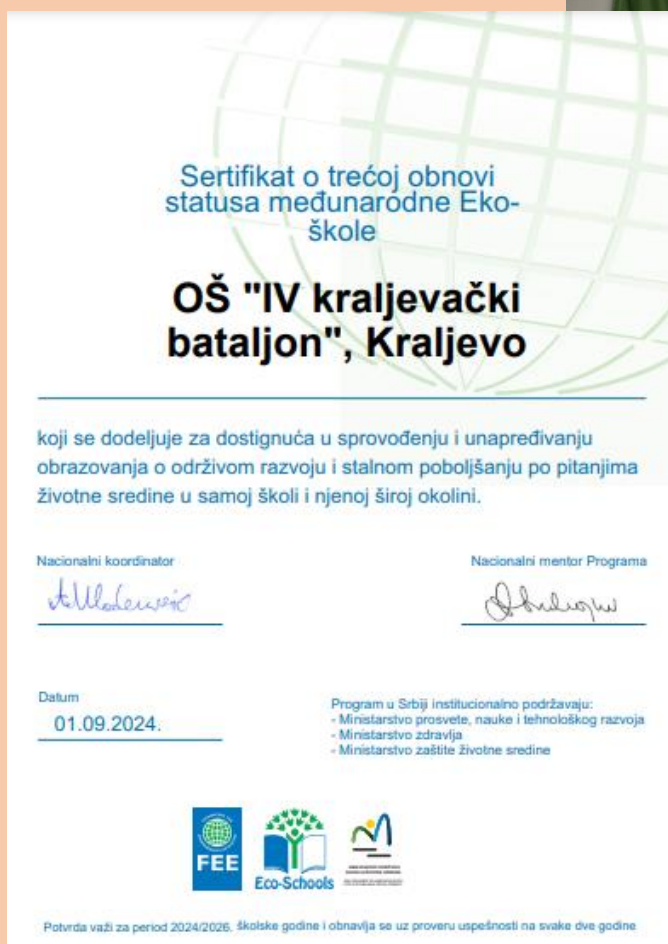 Sertifikat o trećoj obnovi
statusa međunarodne Eko-
škole
OŠ "IV kraljevački
bataljon", Kraljevo
koji se dodeljuje za dostignuća u sprovođenju i unapređivanju
obrazovanja o održivom razvoju i stalnom poboljšanju po pitanjima
životne sredine u samoj školi i njenoj široj okolini.
Nacionalni koordinator
Nacionalni mentor Programa
Datum
01.09.2024.
Program u Srbiji institucionalno podržavaju:
- Ministarstvo prosvete, nauke i tehnološkog razvoja
- Ministarstvo zdravlja
- Ministarstvo zaštite životne sredine
FEE
Eco-Schools
Potvrda važi za period 2024/2026. školske godine i obnavlja se uz proveru uspešnosti na svake dve godine